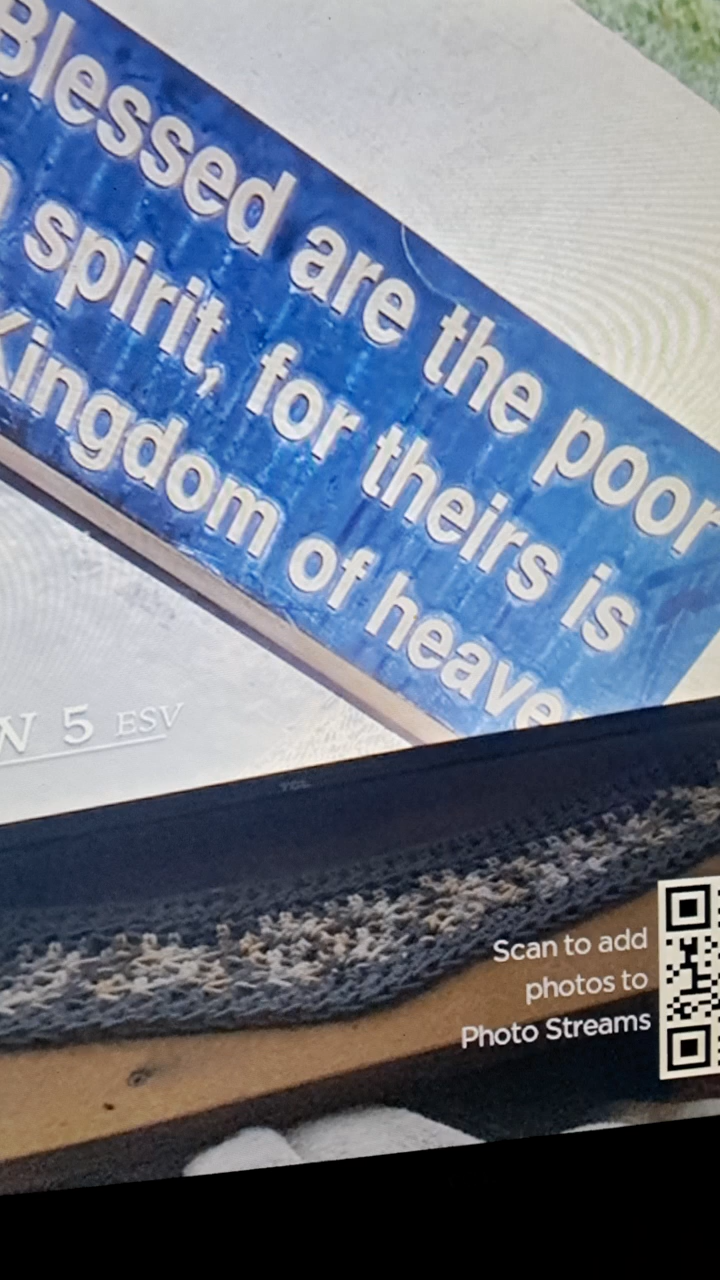 Blessed are the poor
spirit, for theirs is
Kingdom of heaven
W 5 ESV
TCL
Scan to add
photos to
Photo Streams